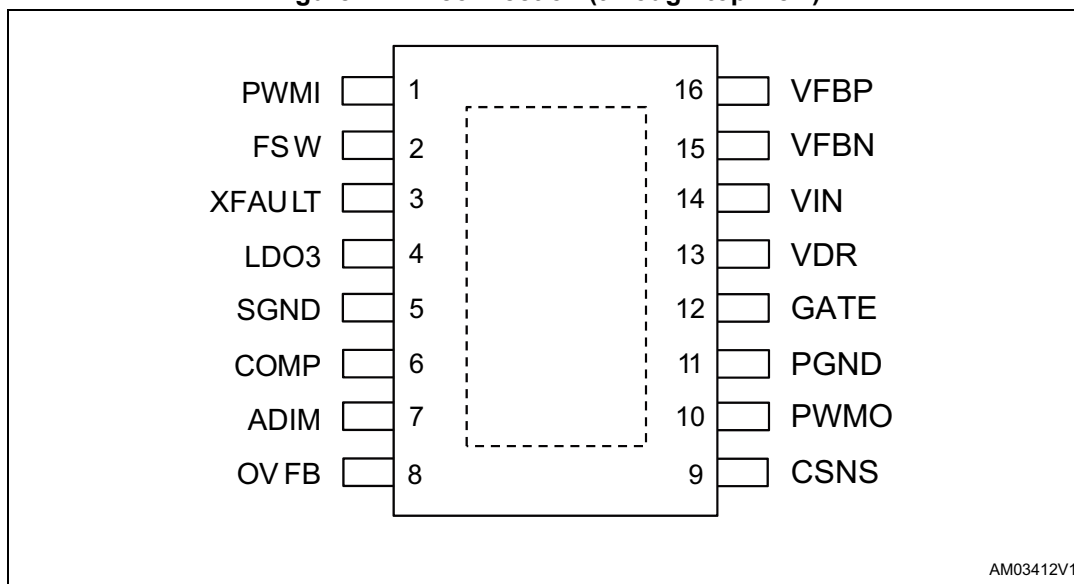 PWMI 1 16 VFBP
FSW 2 15 VFBN
XFAULT 3 14 VIN
LDO3 4 13 VDR
SGND 5 12 GATE
COMP 6 11 PGND
ADIM 7 10 PWMO
OVFB 8 9 CSNS
AM03412V1